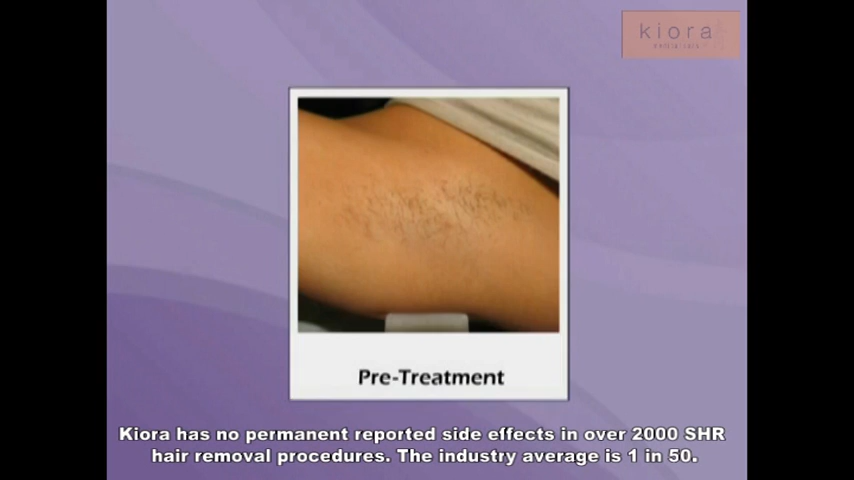 kiora
Pre-Treatment
Kiora has no permanent reported side effects in over 2000 SHR
hair removal procedures. The industry average is 1 in 50.